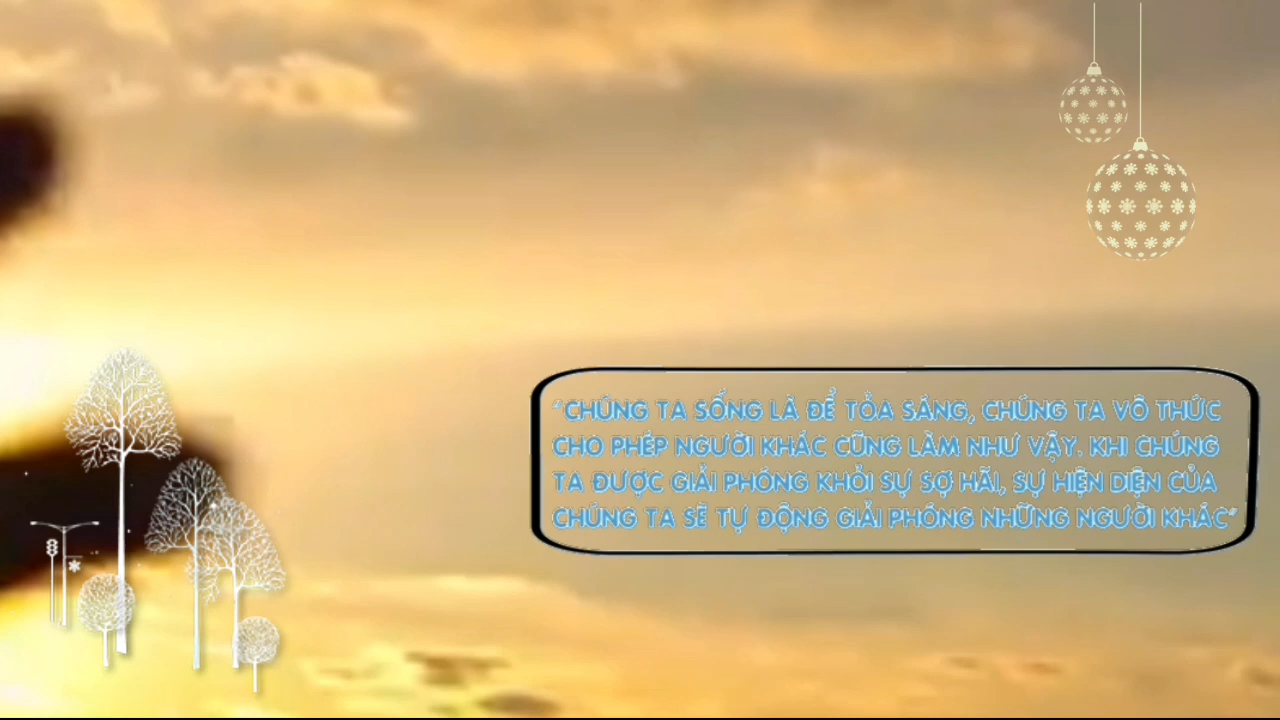 "CHÚNG TA SỐNG LÀ ĐỂ TỎA SÁNG, CHÚNG TA VÔ THỨC
CHO PHÉP NGƯỜI KHÁC CŨNG LÀM NHƯ VẬY. KHI CHÚNG
TA ĐƯỢC GIẢI PHÓNG KHỎI SỰ SỢ HÃI, SỰ HIỆN DIỆN CỦA
CHÚNG TA SẼ TỰ ĐỘNG GIẢI PHÓNG NHỮNG NGƯỜI KHÁC"